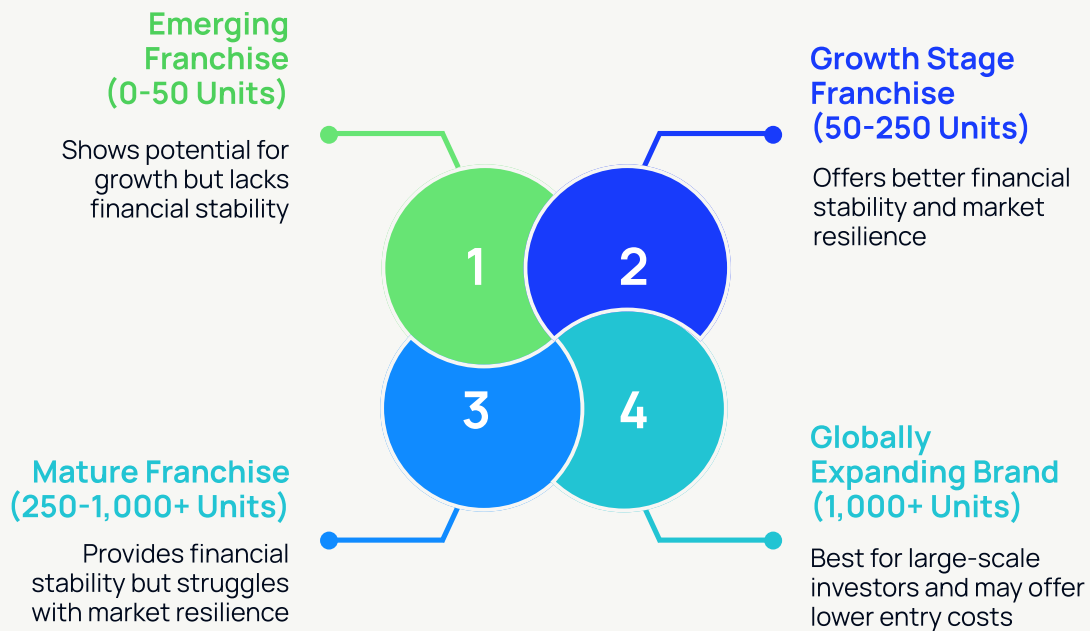 Emerging
Franchise
(0-50 Units)
Shows potential for
growth but lacks
financial stability
Growth Stage
Franchise
(50-250 Units)
Offers better financial
stability and market
resilience
1
2
3
4
Mature Franchise
(250-1,000+ Units)
Provides financial
stability but struggles
with market resilience
Globally
Expanding Brand
(1,000+ Units)
Best for large-scale
investors and may offer
lower entry costs